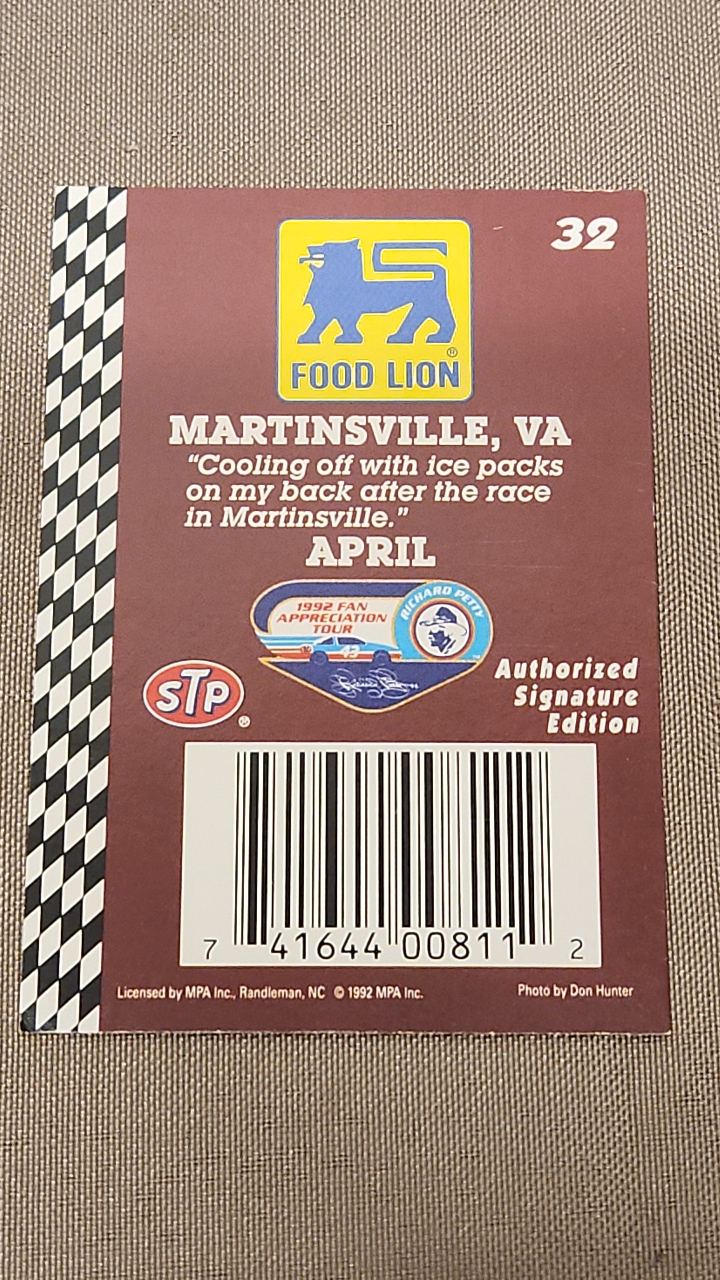 32
FOOD LION®
MARTINSVILLE, VA
“Cooling off with ice packs
on my back after the race
in Martinsville.”
APRIL
1992 FAN
APPRECIATION
TOUR
RICHARD PETTY
43
STP®
Authorized
Signature
Edition
7 41644 00811 2
Licensed by MPA Inc., Randleman, NC © 1992 MPA Inc.
Photo by Don Hunter